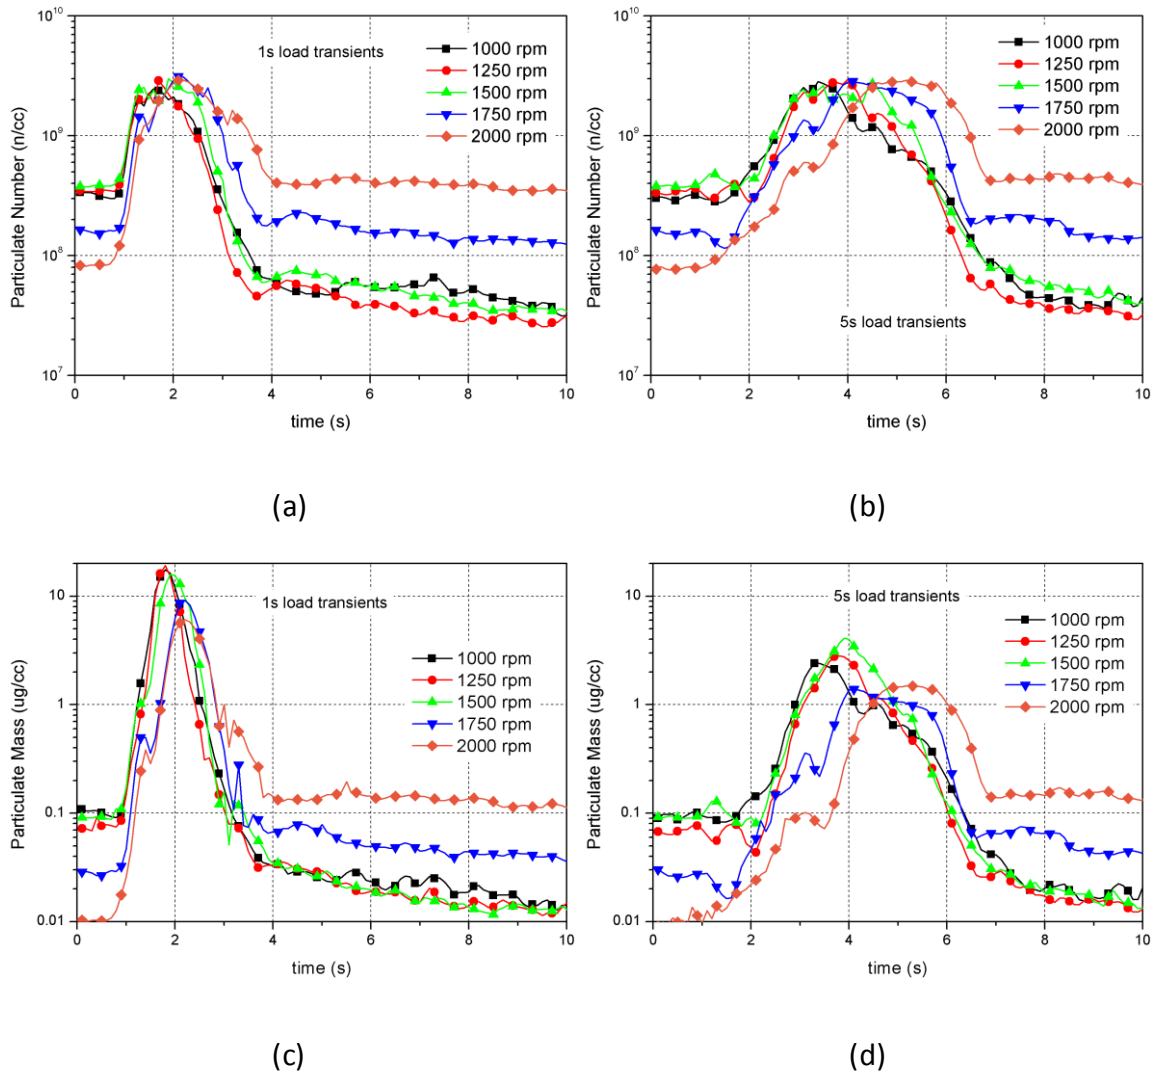 10^10
10^9
10^8
10^7
Particulate Number (n/cc)
1s load transients
1000 rpm
1250 rpm
1500 rpm
1750 rpm
2000 rpm
0 2 4 6 8 10
time (s)
(a)
10^10
10^9
10^8
10^7
Particulate Number (n/cc)
1000 rpm
1250 rpm
1500 rpm
1750 rpm
2000 rpm
5s load transients
0 2 4 6 8 10
time (s)
(b)
10
1
0.1
0.01
Particulate Mass (ug/cc)
1s load transients
1000 rpm
1250 rpm
1500 rpm
1750 rpm
2000 rpm
0 2 4 6 8 10
time (s)
(c)
10
1
0.1
0.01
Particulate Mass (ug/cc)
5s load transients
1000 rpm
1250 rpm
1500 rpm
1750 rpm
2000 rpm
0 2 4 6 8 10
time (s)
(d)